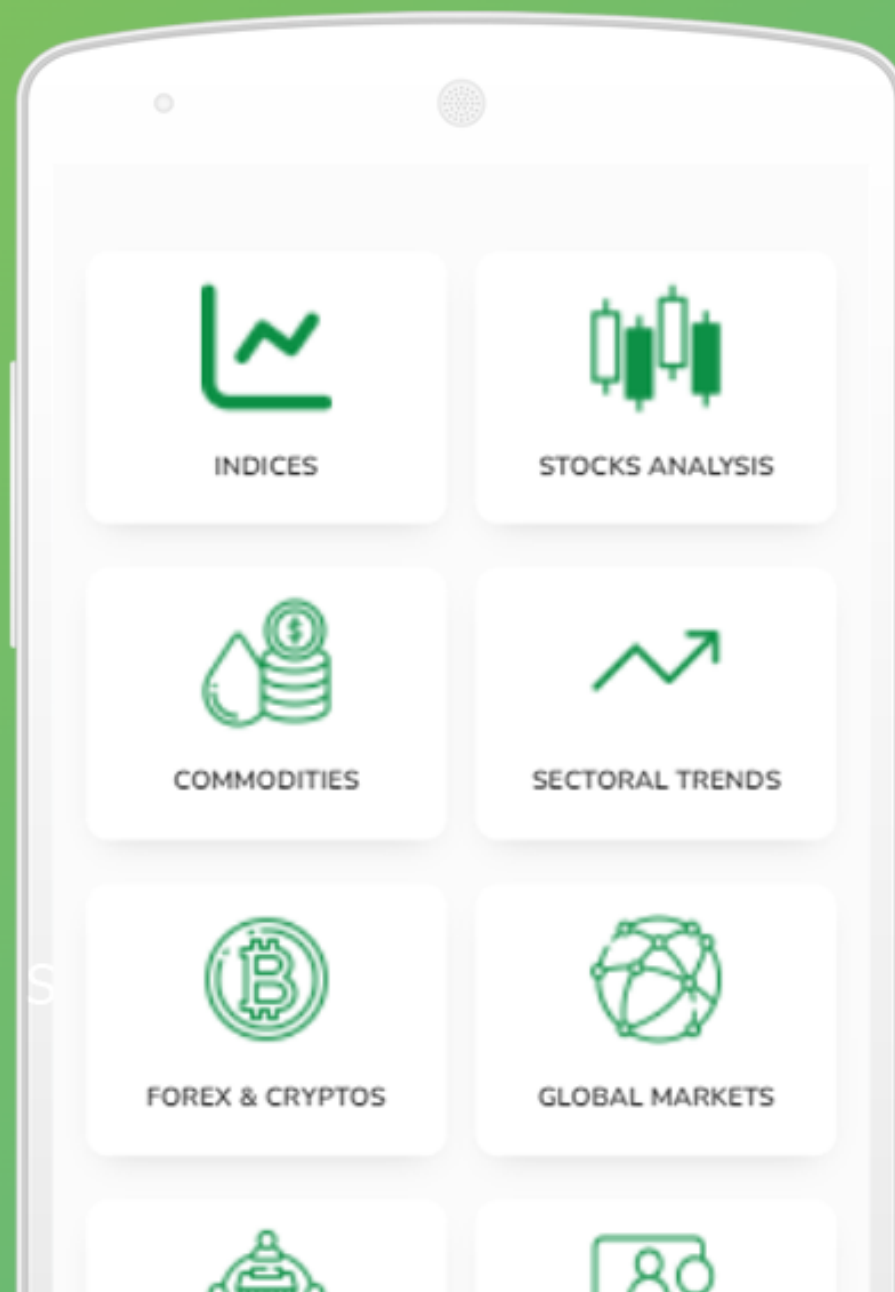 INDICES
STOCKS ANALYSIS
COMMODITIES
SECTORAL TRENDS
S
FOREX & CRYPTOS
GLOBAL MARKETS